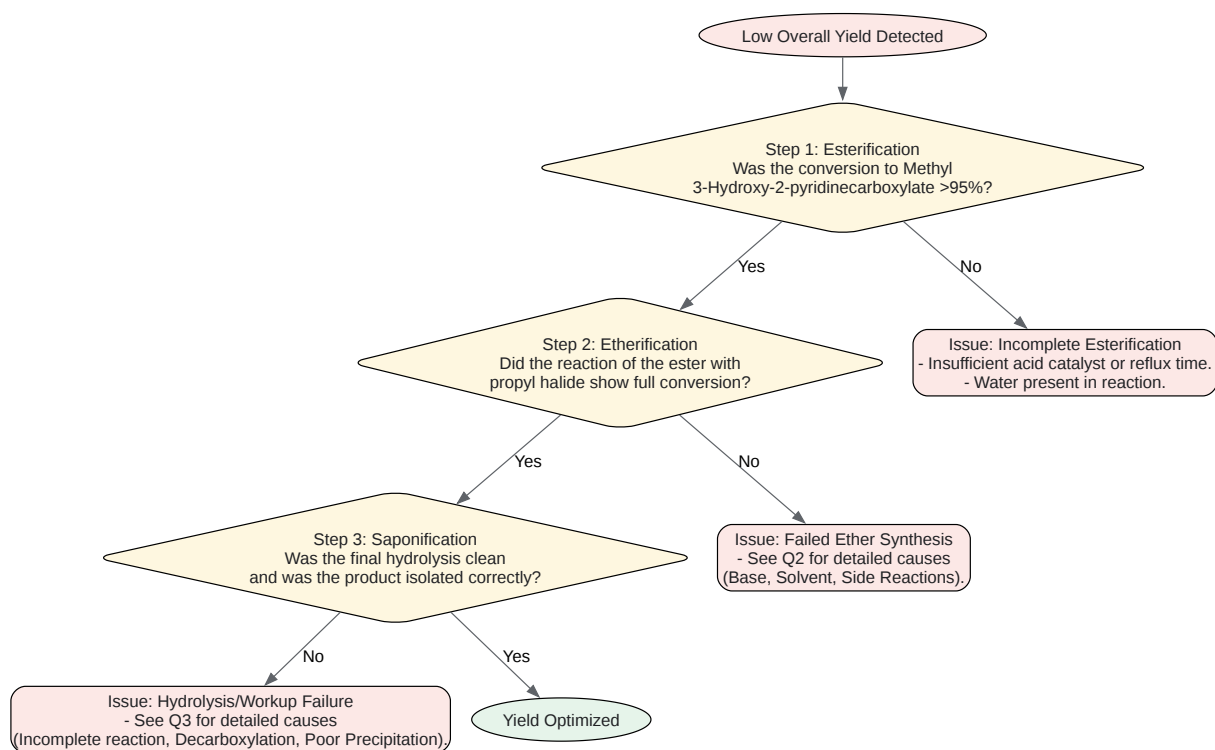 Low Overall Yield Detected
Step 1: Esterification
Was the conversion to Methyl
3-Hydroxy-2-pyridinecarboxylate >95%?
Yes
No
Step 2: Etherification
Did the reaction of the ester with
propyl halide show full conversion?
Issue: Incomplete Esterification
- Insufficient acid catalyst or reflux time.
- Water present in reaction.
Yes
No
Step 3: Saponification
Was the final hydrolysis clean
and was the product isolated correctly?
Issue: Failed Ether Synthesis
- See Q2 for detailed causes
(Base, Solvent, Side Reactions).
No
Yes
Issue: Hydrolysis/Workup Failure
- See Q3 for detailed causes
(Incomplete reaction, Decarboxylation, Poor Precipitation).
Yield Optimized